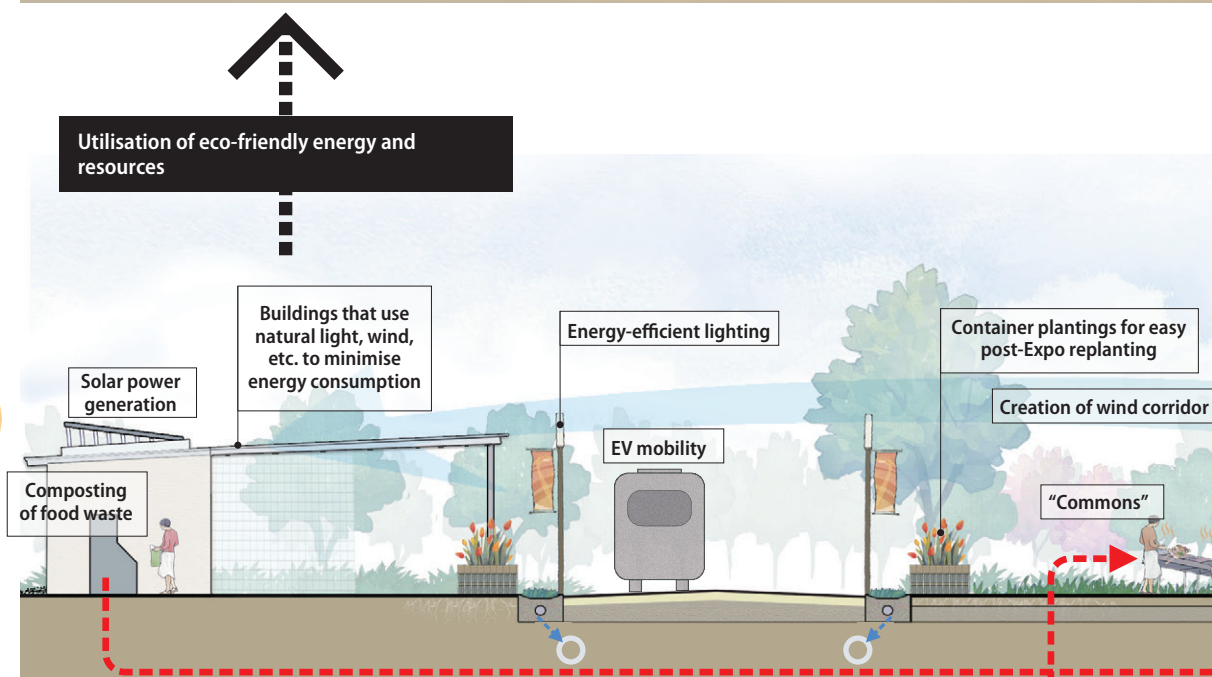 Utilisation of eco-friendly energy and
resources
Buildings that use
natural light, wind,
etc. to minimise
energy consumption
Energy-efficient lighting
Container plantings for easy
post-Expo replanting
Solar power
generation
Creation of wind corridor
EV mobility
Composting
of food waste
“Commons”